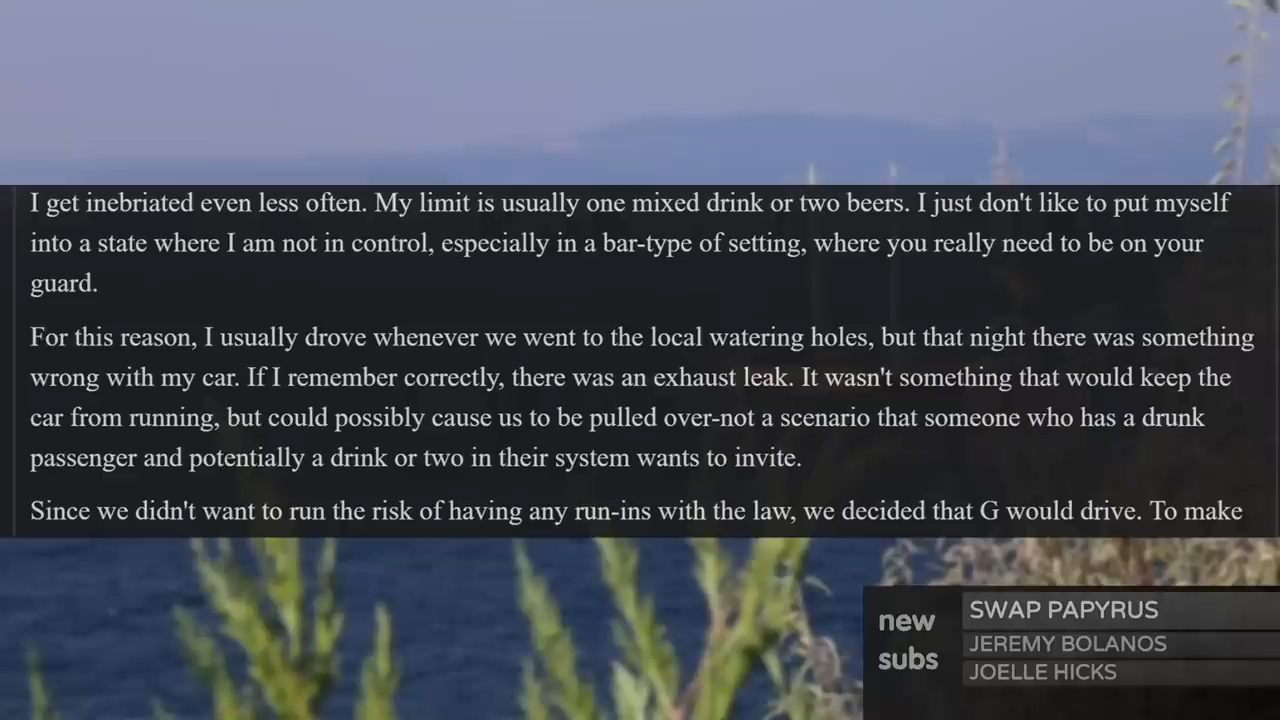 I get inebriated even less often. My limit is usually one mixed drink or two beers. I just don't like to put myself
into a state where I am not in control, especially in a bar-type of setting, where you really need to be on your
guard.
For this reason, I usually drove whenever we went to the local watering holes, but that night there was something
wrong with my car. If I remember correctly, there was an exhaust leak. It wasn't something that would keep the
car from running, but could possibly cause us to be pulled over-not a scenario that someone who has a drunk
passenger and potentially a drink or two in their system wants to invite.
Since we didn't want to run the risk of having any run-ins with the law, we decided that G would drive. To make
new
subs
SWAP PAPYRUS
JEREMY BOLANOS
JOELLE HICKS